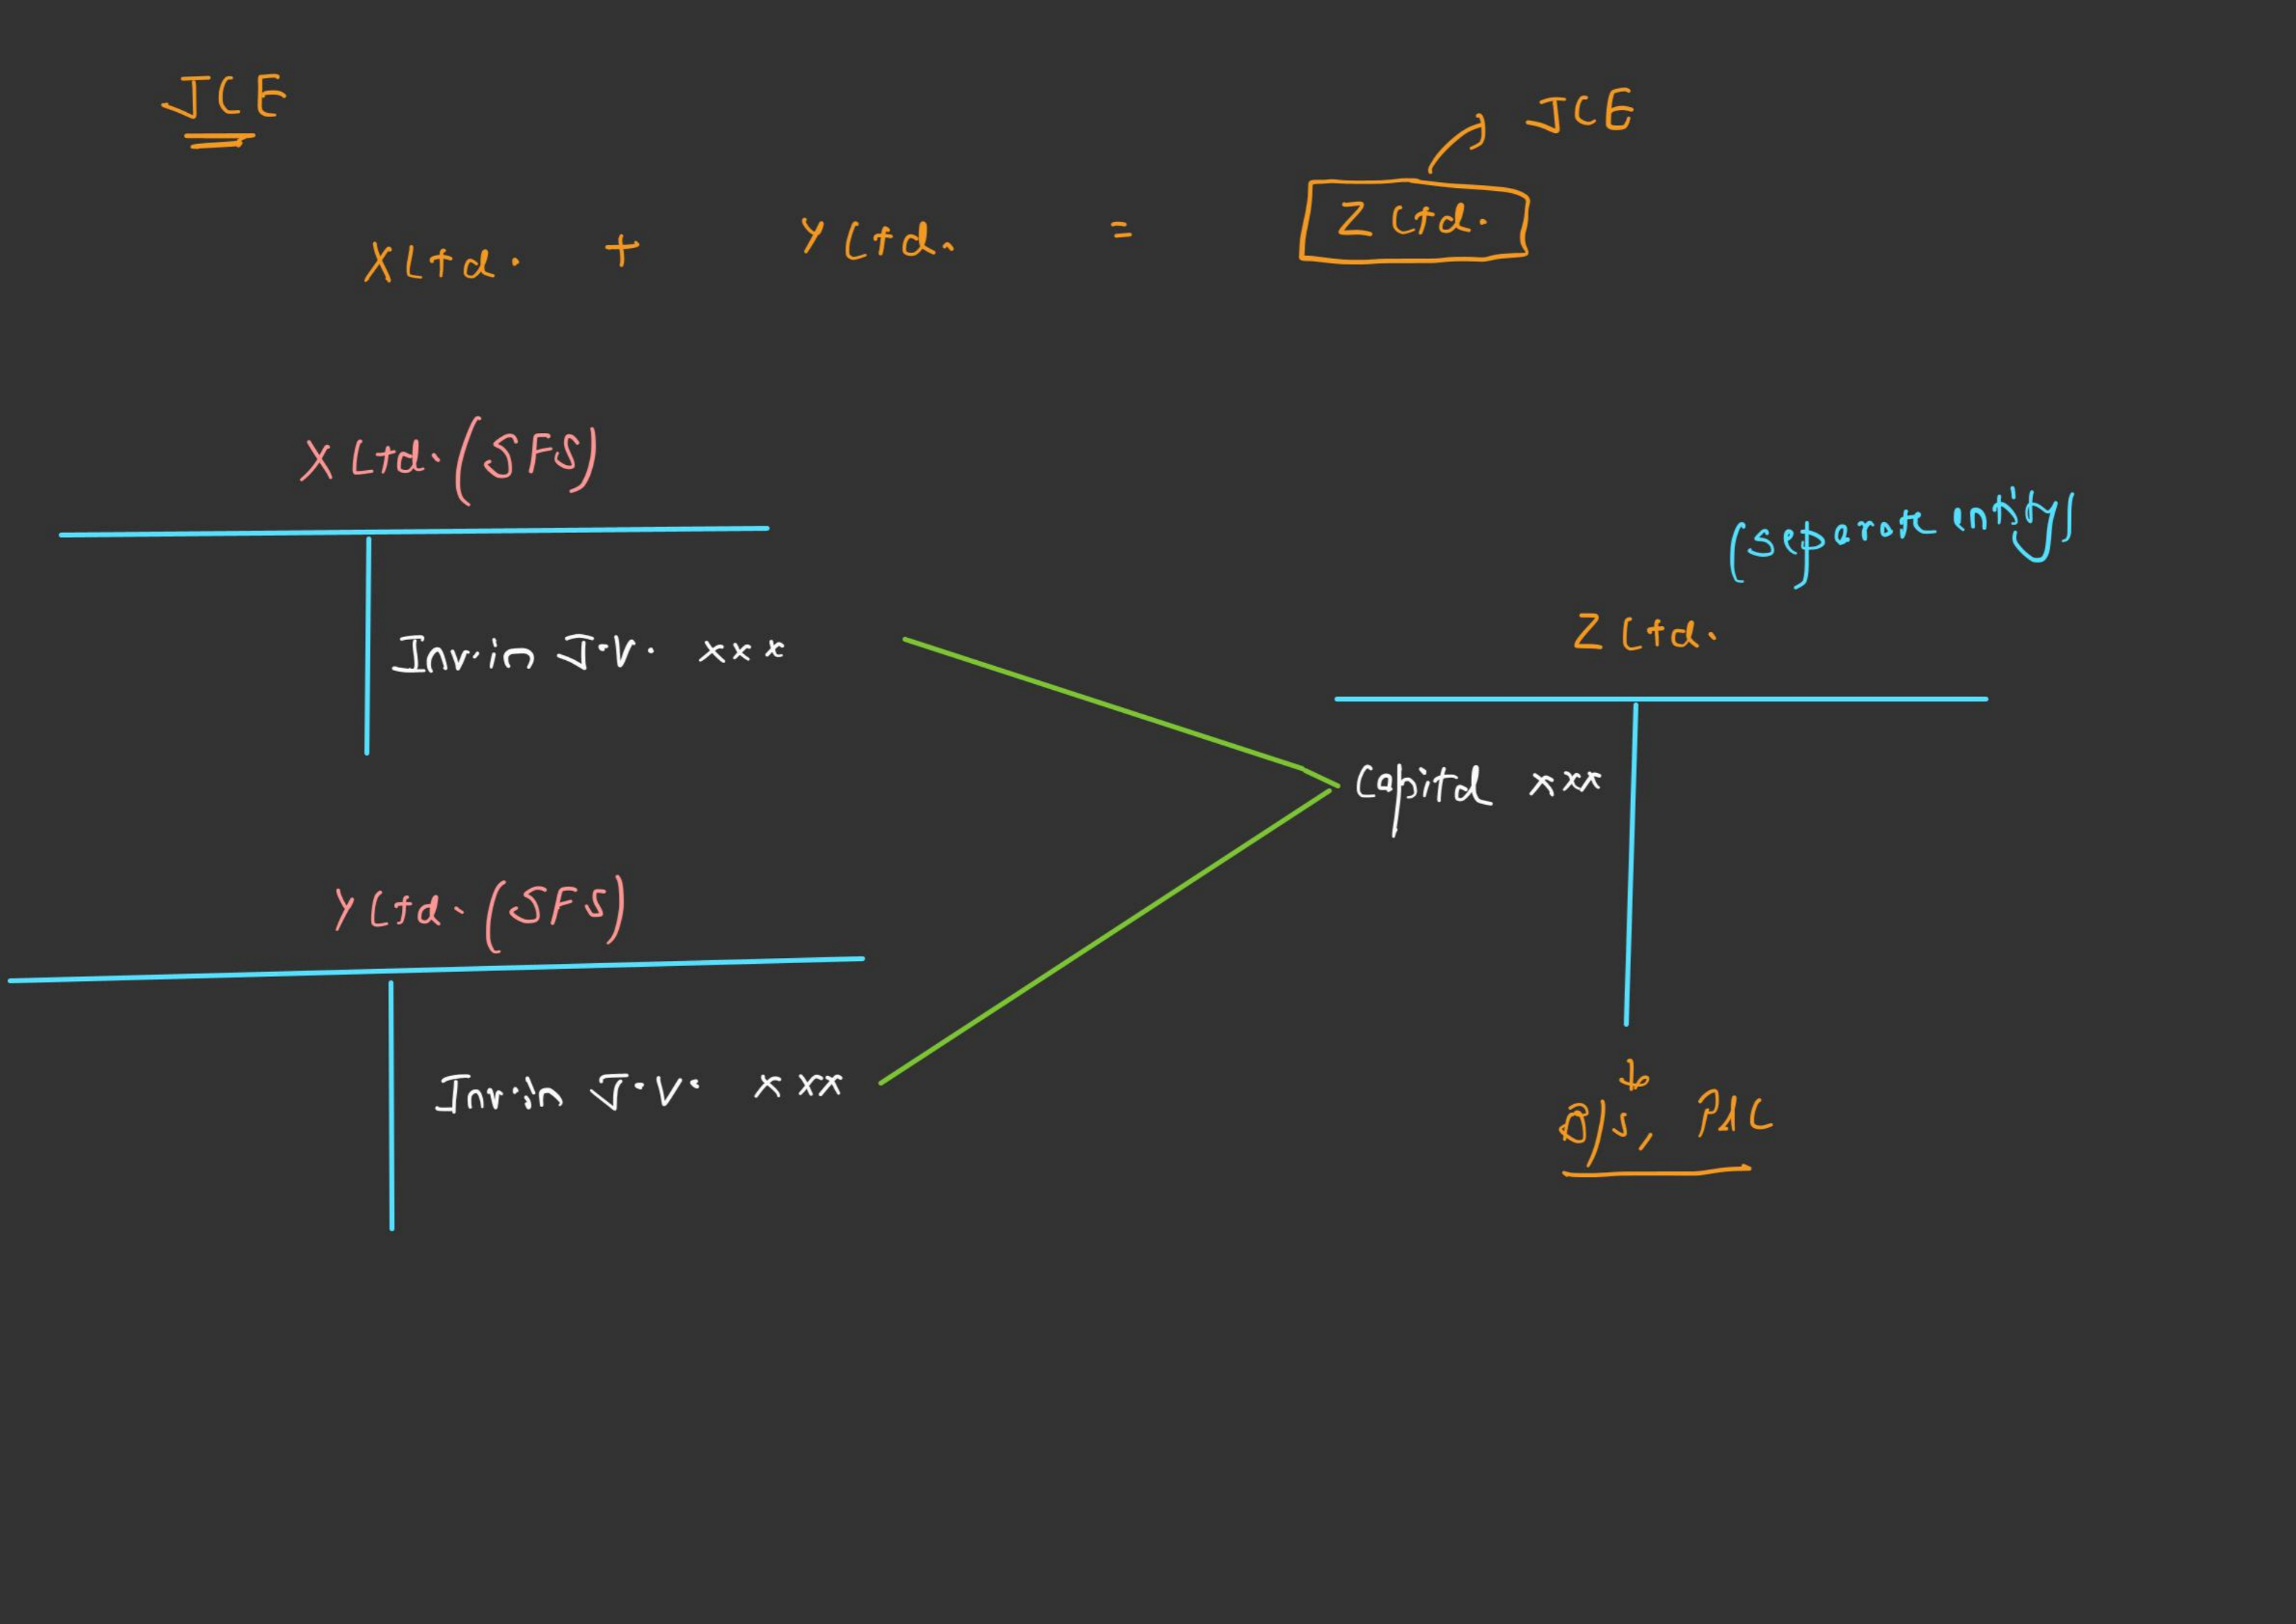 JCE
JCE
X Ltd. + Y Ltd. = Z Ltd.
X Ltd. (SFS)
(Separate entity)
Inv. in J.V. xxx
Z Ltd.
Capital xxx
Y Ltd. (SFS)
Inv. in J.V. xxx
B/S, P&L